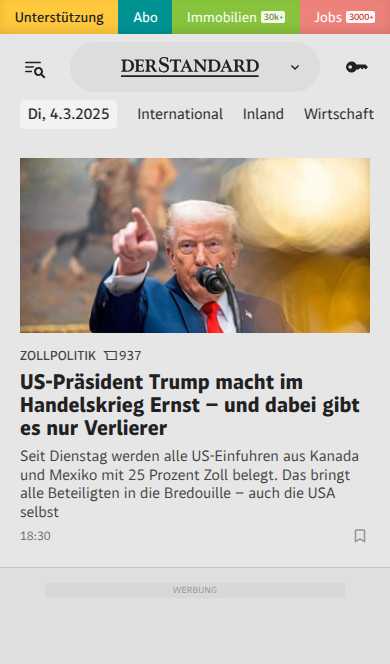 Unterstützung Abo Immobilien 30k+ Jobs 3000+
DERSTANDARD
Di, 4.3.2025 International Inland Wirtschaft
ZOLLPOLITIK 937
US-Präsident Trump macht im
Handelskrieg Ernst – und dabei gibt
es nur Verlierer
Seit Dienstag werden alle US-Einfuhren aus Kanada
und Mexiko mit 25 Prozent Zoll belegt. Das bringt
alle Beteiligten in die Bredouille – auch die USA
selbst
18:30
WERBUNG